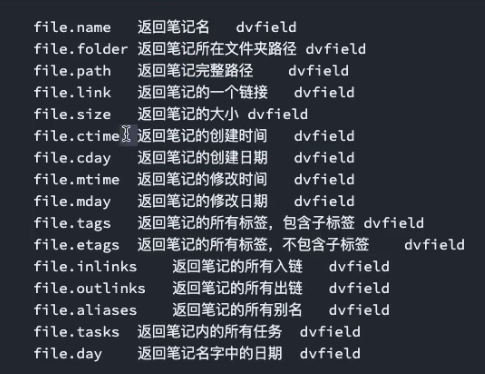 file.name 返回笔记名 dvfield
file.folder 返回笔记所在文件夹路径 dvfield
file.path 返回笔记完整路径 dvfield
file.link 返回笔记的一个链接 dvfield
file.size 返回笔记的大小 dvfield
file.ctime 返回笔记的创建时间 dvfield
file.cday 返回笔记的创建日期 dvfield
file.mtime 返回笔记的修改时间 dvfield
file.mday 返回笔记的修改日期 dvfield
file.tags 返回笔记的所有标签，包含子标签 dvfield
file.etags 返回笔记的所有标签，不包含子标签 dvfield
file.inlinks 返回笔记的所有入链 dvfield
file.outlinks 返回笔记的所有出链 dvfield
file.aliases 返回笔记的所有别名 dvfield
file.tasks 返回笔记内的所有任务 dvfield
file.day 返回笔记名字中的日期 dvfield